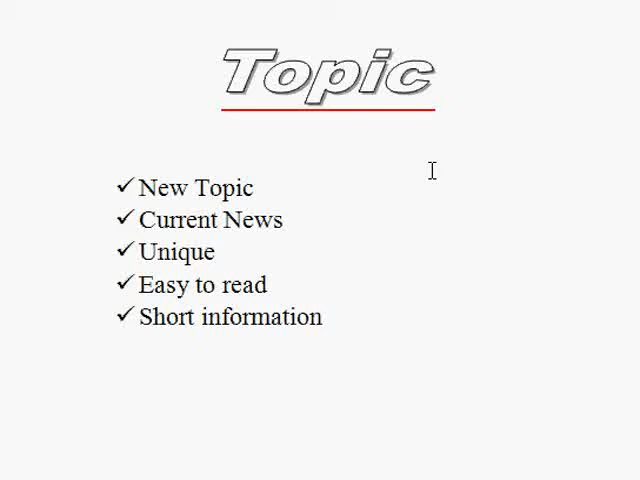 Topic
✓ New Topic
✓ Current News
✓ Unique
✓ Easy to read
✓ Short information